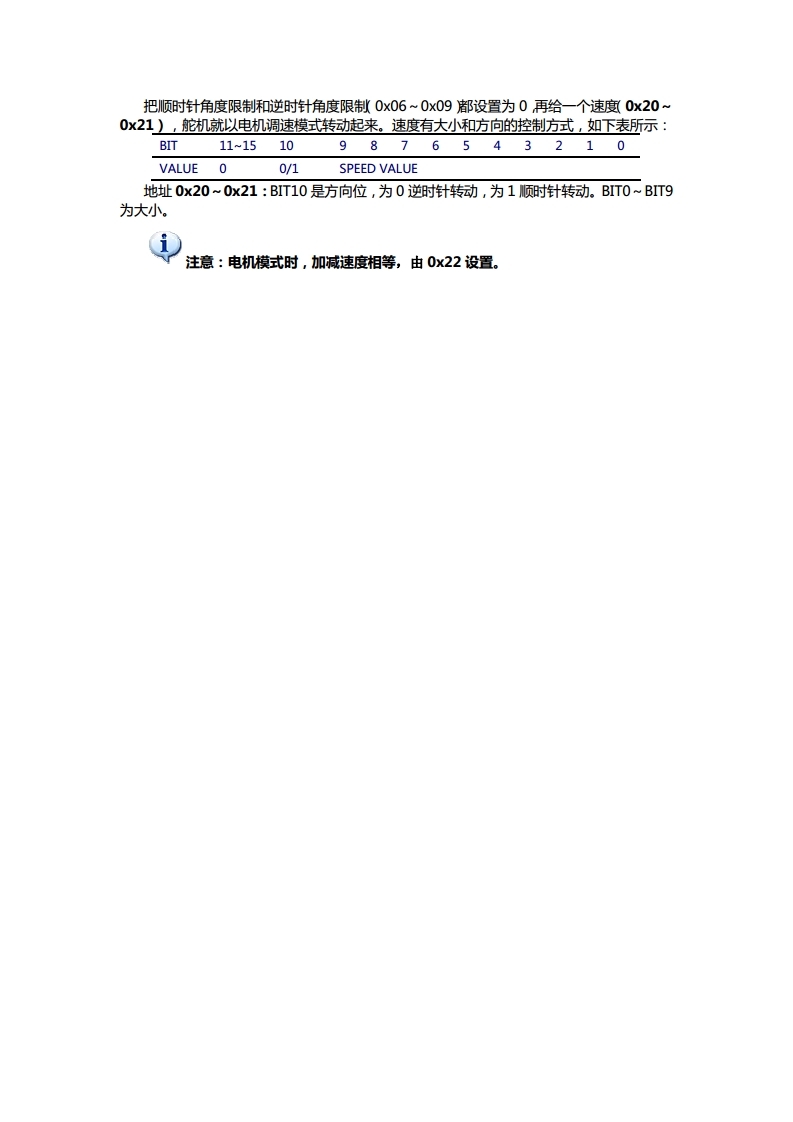 把顺时针角度限制和逆时针角度限制(0x06～0x09)都设置为 0,再给一个速度(0x20～
0x21),舵机就以电机调速模式转动起来。速度有大小和方向的控制方式,如下表所示:
BIT 11~15 10 9 8 7 6 5 4 3 2 1 0
VALUE 0 0/1 SPEED VALUE
地址 0x20～0x21:BIT10 是方向位,为 0 逆时针转动,为 1 顺时针转动。BIT0～BIT9
为大小。
注意:电机模式时,加减速度相等,由 0x22 设置。